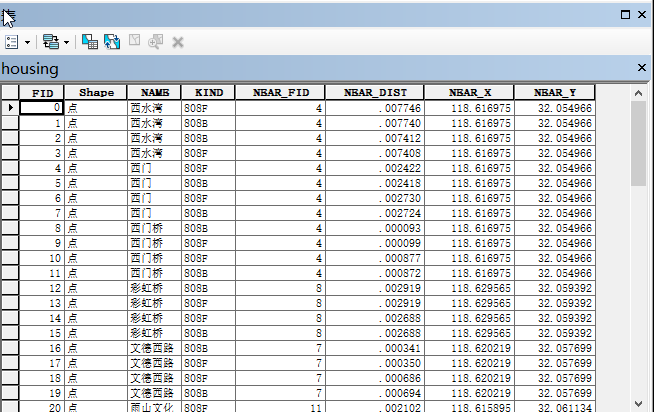 housing
FID Shape NAME KIND NEAR_FID NEAR_DIST NEAR_X NEAR_Y
0 点 西水湾 808F 4 .007746 118.616975 32.054966
1 点 西水湾 808B 4 .007740 118.616975 32.054966
2 点 西水湾 808B 4 .007412 118.616975 32.054966
3 点 西水湾 808F 4 .007408 118.616975 32.054966
4 点 西门 808F 4 .002422 118.616975 32.054966
5 点 西门 808B 4 .002418 118.616975 32.054966
6 点 西门 808F 4 .002730 118.616975 32.054966
7 点 西门 808B 4 .002724 118.616975 32.054966
8 点 西门桥 808B 4 .000093 118.616975 32.054966
9 点 西门桥 808F 4 .000099 118.616975 32.054966
10 点 西门桥 808F 4 .000877 118.616975 32.054966
11 点 西门桥 808B 4 .000872 118.616975 32.054966
12 点 彩虹桥 808B 8 .002919 118.629565 32.059392
13 点 彩虹桥 808F 8 .002919 118.629565 32.059392
14 点 彩虹桥 808F 8 .002688 118.629565 32.059392
15 点 彩虹桥 808B 8 .002688 118.629565 32.059392
16 点 文德西路 808B 7 .000341 118.620219 32.057699
17 点 文德西路 808F 7 .000350 118.620219 32.057699
18 点 文德西路 808F 7 .000686 118.620219 32.057699
19 点 文德西路 808B 7 .000694 118.620219 32.057699
20 点 雨山文化 808F 11 .002102 118.615895 32.061134